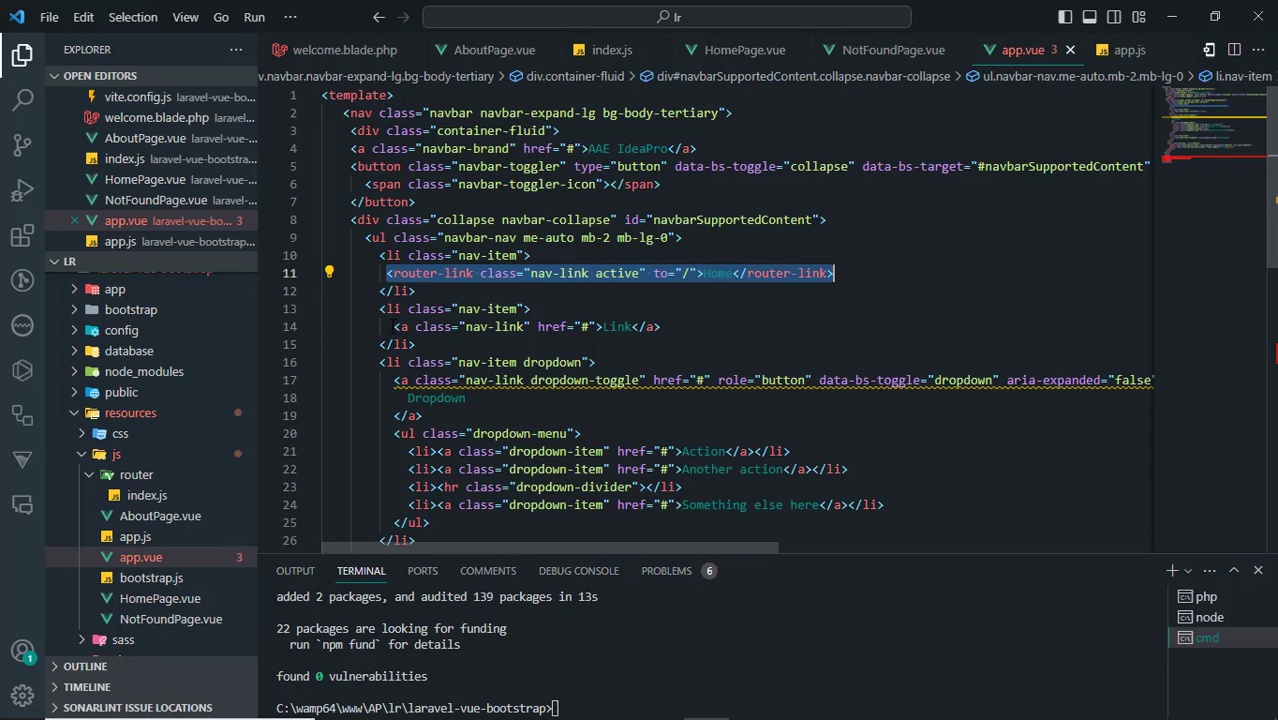 File Edit Selection View Go Run ··· lr
EXPLORER ···
OPEN EDITORS
vite.config.js laravel-vue-bo...
welcome.blade.php laravel...
AboutPage.vue laravel-vue-...
index.js laravel-vue-bootstra...
HomePage.vue laravel-vue-...
NotFoundPage.vue laravel-...
app.vue laravel-vue-bo... 3
app.js laravel-vue-bootstrap...
LR
app
bootstrap
config
database
node_modules
public
resources
css
js
router
index.js
AboutPage.vue
app.js
app.vue 3
bootstrap.js
HomePage.vue
NotFoundPage.vue
sass
OUTLINE
TIMELINE
SONARLINT ISSUE LOCATIONS
1
welcome.blade.php AboutPage.vue index.js HomePage.vue NotFoundPage.vue app.vue 3 app.js ···
v.navbar.navbar-expand-lg.bg-body-tertiary > div.container-fluid > div#navbarSupportedContent.collapse.navbar-collapse > ul.navbar-nav.me-auto.mb-2.mb-lg-0 > li.nav-item
1 <template>
2 <nav class="navbar navbar-expand-lg bg-body-tertiary">
3 <div class="container-fluid">
4 <a class="navbar-brand" href="#">AAE IdeaPro</a>
5 <button class="navbar-toggler" type="button" data-bs-toggle="collapse" data-bs-target="#navbarSupportedContent"
6 <span class="navbar-toggler-icon"></span>
7 </button>
8 <div class="collapse navbar-collapse" id="navbarSupportedContent">
9 <ul class="navbar-nav me-auto mb-2 mb-lg-0">
10 <li class="nav-item">
11 <router-link class="nav-link active" to="/">Home</router-link>
12 </li>
13 <li class="nav-item">
14 <a class="nav-link" href="#">Link</a>
15 </li>
16 <li class="nav-item dropdown">
17 <a class="nav-link dropdown-toggle" href="#" role="button" data-bs-toggle="dropdown" aria-expanded="false"
18 Dropdown
19 </a>
20 <ul class="dropdown-menu">
21 <li><a class="dropdown-item" href="#">Action</a></li>
22 <li><a class="dropdown-item" href="#">Another action</a></li>
23 <li><hr class="dropdown-divider"></li>
24 <li><a class="dropdown-item" href="#">Something else here</a></li>
25 </ul>
26 </li>
OUTPUT TERMINAL PORTS COMMENTS DEBUG CONSOLE PROBLEMS 6 ···
added 2 packages, and audited 139 packages in 13s
22 packages are looking for funding
run `npm fund` for details
found 0 vulnerabilities
C:\wamp64\www\AP\lr\laravel-vue-bootstrap>
php
node
cmd